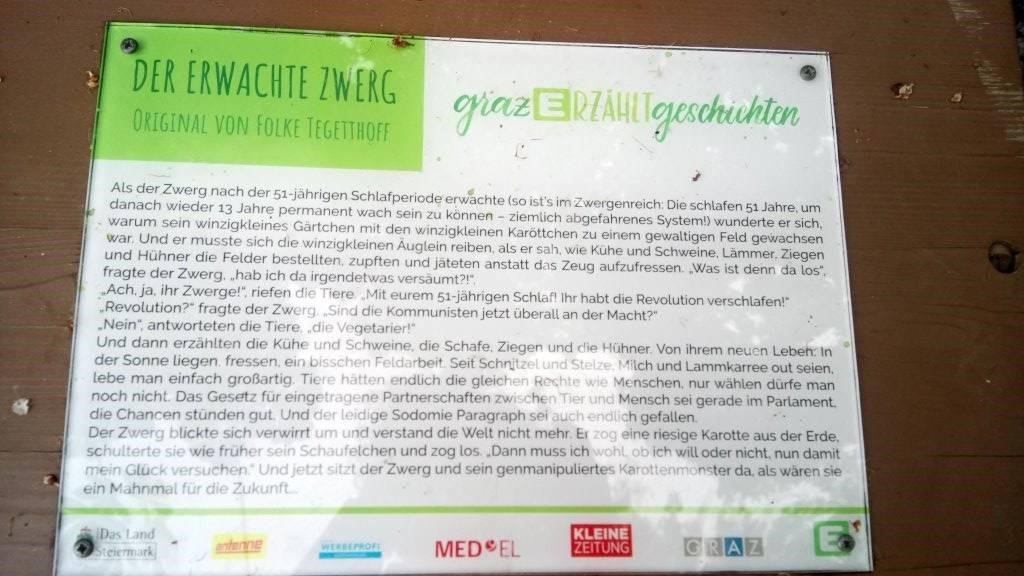 DER ERWACHTE ZWERG
ORIGINAL VON FOLKE TEGETTHOFF
graz ERZÄHLT geschichten
Als der Zwerg nach der 51-jährigen Schlafperiode erwachte (so ist's im Zwergenreich: Die schlafen 51 Jahre, um
danach wieder 13 Jahre permanent wach sein zu können – ziemlich abgefahrenes System!) wunderte er sich,
warum sein winzigkleines Gärtchen mit den winzigkleinen Karöttchen zu einem gewaltigen Feld gewachsen
war. Und er musste sich die winzigkleinen Äuglein reiben, als er sah, wie Kühe und Schweine, Lämmer, Ziegen
und Hühner die Felder bestellten, zupften und jäteten anstatt das Zeug aufzufressen. „Was ist denn da los",
fragte der Zwerg, „hab ich da irgendetwas versäumt?!".
„Ach, ja, ihr Zwerge!", riefen die Tiere. „Mit eurem 51-jährigen Schlaf! Ihr habt die Revolution verschlafen!"
„Revolution?" fragte der Zwerg. „Sind die Kommunisten jetzt überall an der Macht?"
„Nein", antworteten die Tiere, „die Vegetarier!"
Und dann erzählten die Kühe und Schweine, die Schafe, Ziegen und die Hühner. Von ihrem neuen Leben: In
der Sonne liegen, fressen, ein bisschen Feldarbeit. Seit Schnitzel und Stelze, Milch und Lammkarree out seien,
lebe man einfach großartig. Tiere hätten endlich die gleichen Rechte wie Menschen, nur wählen dürfe man
noch nicht. Das Gesetz für eingetragene Partnerschaften zwischen Tier und Mensch sei gerade im Parlament,
die Chancen stünden gut. Und der leidige Sodomie Paragraph sei auch endlich gefallen.
Der Zwerg blickte sich verwirrt um und verstand die Welt nicht mehr. Er zog eine riesige Karotte aus der Erde,
schulterte sie wie früher sein Schaufelchen und zog los. „Dann muss ich wohl, ob ich will oder nicht, nun damit
mein Glück versuchen." Und jetzt sitzt der Zwerg und sein genmanipuliertes Karottenmonster da, als wären sie
ein Mahnmal für die Zukunft...
Das Land
Steiermark
antenne
WERBEPROFI
MED EL
KLEINE
ZEITUNG
GRAZ
E